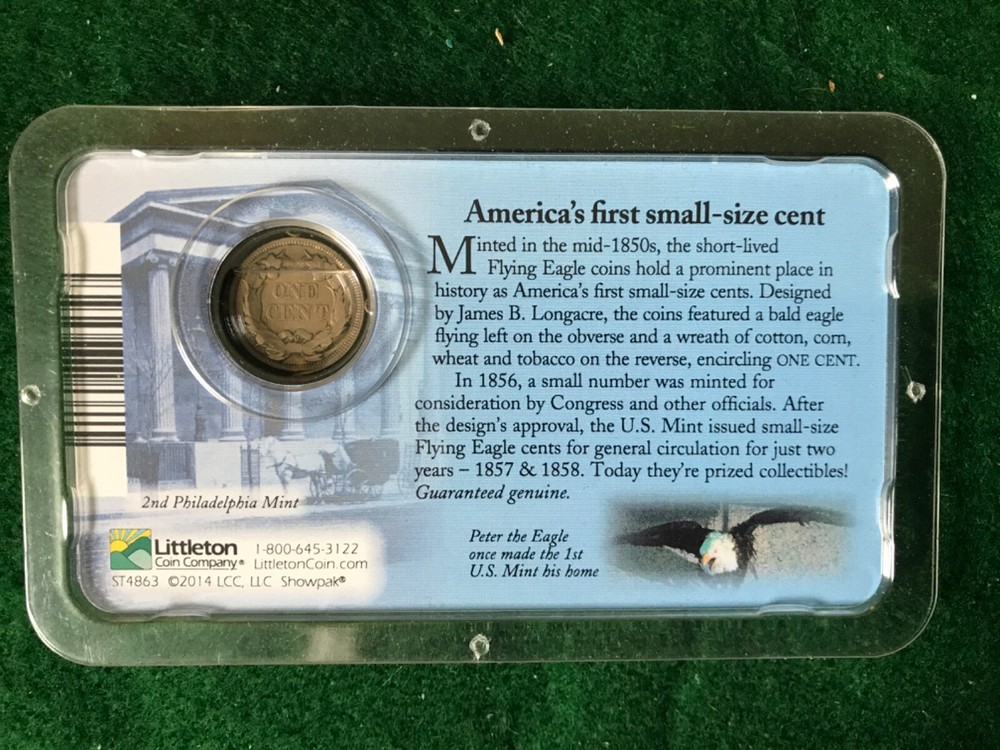 America's first small-size cent
Minted in the mid-1850s, the short-lived
Flying Eagle coins hold a prominent place in
history as America's first small-size cents. Designed
by James B. Longacre, the coins featured a bald eagle
flying left on the obverse and a wreath of cotton, corn,
wheat and tobacco on the reverse, encircling ONE CENT.
In 1856, a small number was minted for
consideration by Congress and other officials. After
the design's approval, the U.S. Mint issued small-size
Flying Eagle cents for general circulation for just two
years – 1857 & 1858. Today they're prized collectibles!
Guaranteed genuine.
ONE
CENT
2nd Philadelphia Mint
Littleton
Coin Company®
1-800-645-3122
LittletonCoin.com
ST4863 ©2014 LCC, LLC Showpak®
Peter the Eagle
once made the 1st
U.S. Mint his home